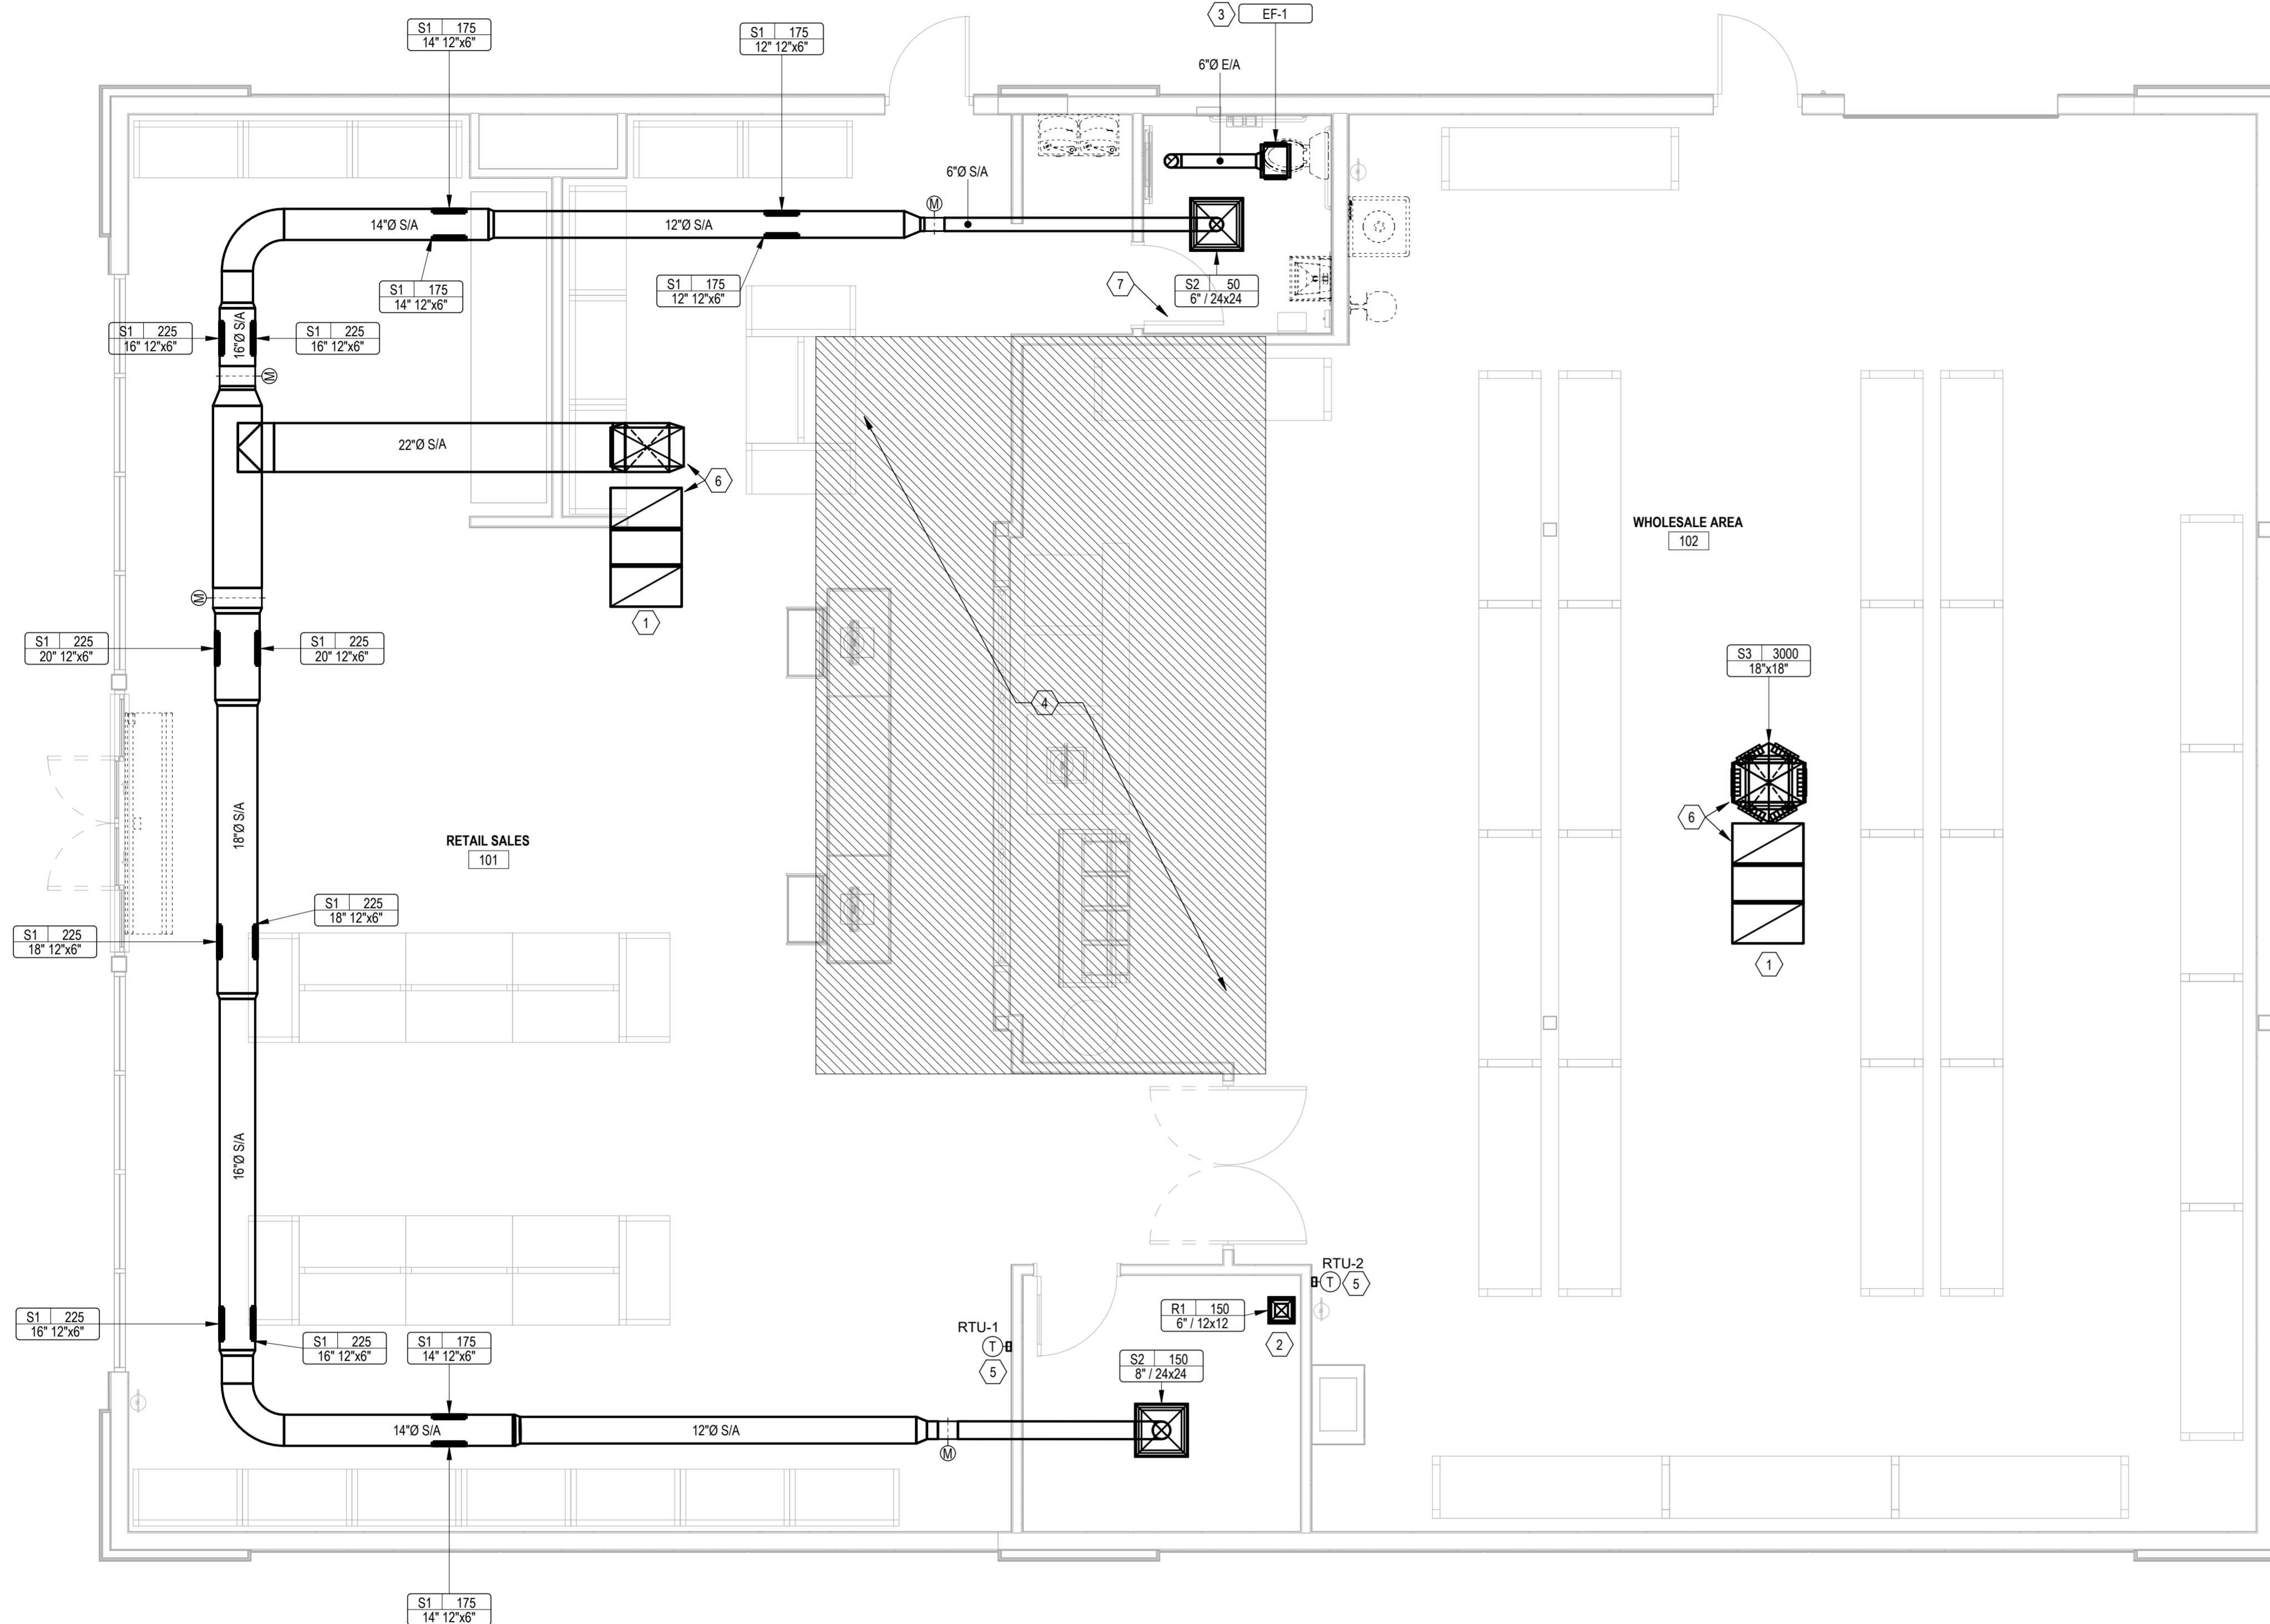 S1 175
14" 12"x6"
S1 175
12" 12"x6"
3
EF-1
6"Ø E/A
6"Ø S/A
M
14"Ø S/A
12"Ø S/A
S1 175
14" 12"x6"
S1 175
12" 12"x6"
7
S2 50
6" / 24x24
S1 225
16" 12"x6"
16"Ø S/A
S1 225
16" 12"x6"
M
22"Ø S/A
6
WHOLESALE AREA
102
M
1
S1 225
20" 12"x6"
S1 225
20" 12"x6"
S3 3000
18"x18"
4
18"Ø S/A
RETAIL SALES
101
6
S1 225
18" 12"x6"
S1 225
18" 12"x6"
1
16"Ø S/A
RTU-2
T
5
S1 225
16" 12"x6"
S1 225
16" 12"x6"
S1 175
14" 12"x6"
RTU-1
T
5
R1 150
6" / 12x12
2
S2 150
8" / 24x24
14"Ø S/A
12"Ø S/A
M
S1 175
14" 12"x6"